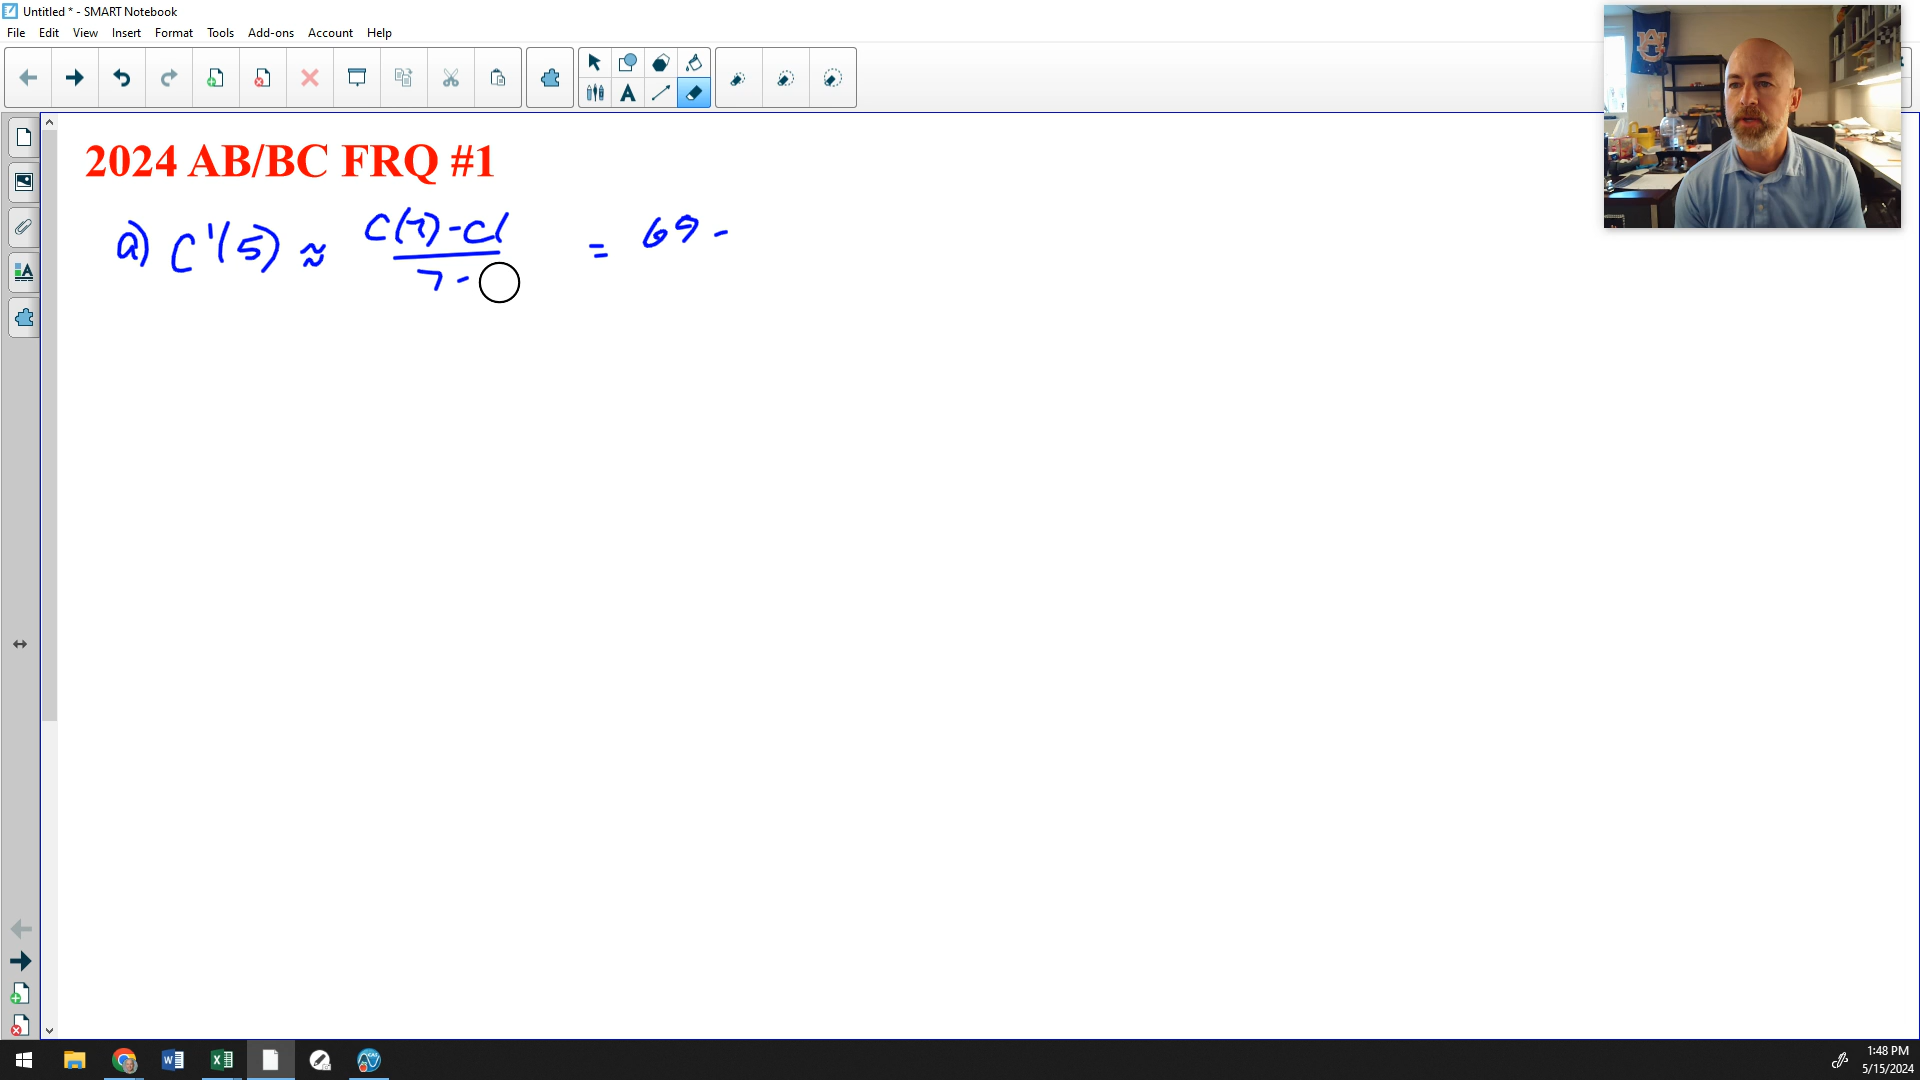 Untitled * - SMART Notebook
File Edit View Insert Format Tools Add-ons Account Help
2024 AB/BC FRQ #1
a) C'(5) ≈ C(7)-C( / 7- = 69 -
1:48 PM
5/15/2024